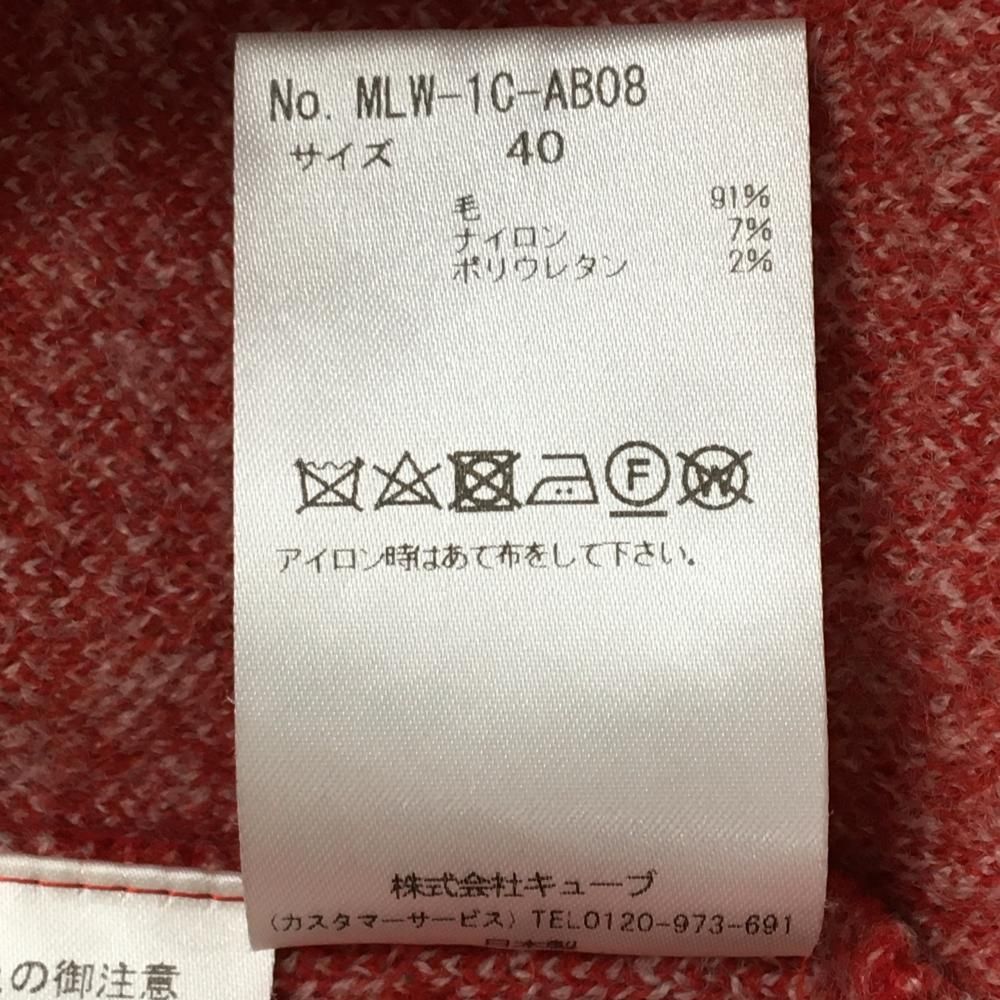 No. MLW-1C-AB08
サイズ 40
毛 91%
ナイロン 7%
ポリウレタン 2%
F W
アイロン時はあて布をして下さい。
株式会社キューブ
(カスタマーサービス) TEL0120-973-691
日本製
の御注意